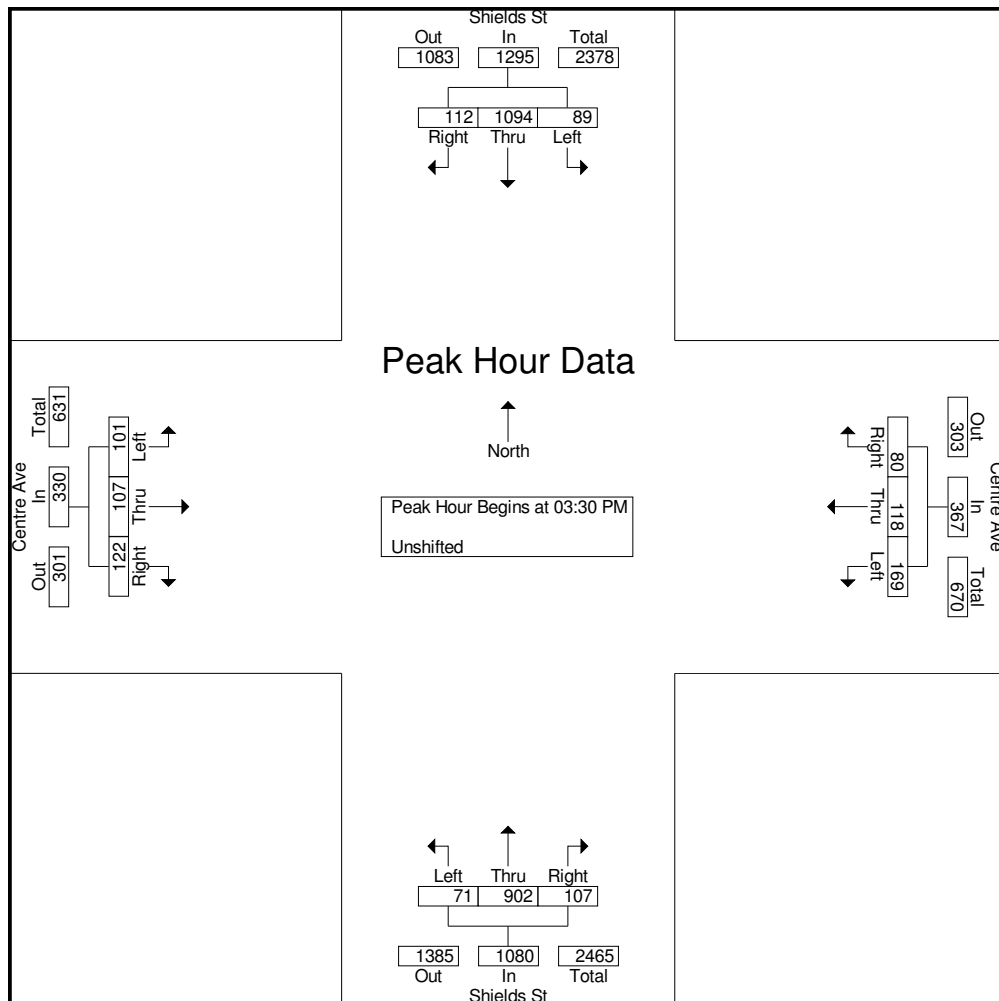 Shields St
Out In Total
1083 1295 2378
112 1094 89
Right Thru Left
Peak Hour Data
North
Peak Hour Begins at 03:30 PM
Unshifted
Centre Ave
Total In Out
631 330 301
101 107 122
Left Thru Right
Right Thru Left
80 118 169
Out In Total
303 367 670
Centre Ave
Left Thru Right
71 902 107
1385 1080 2465
Out In Total
Shields St